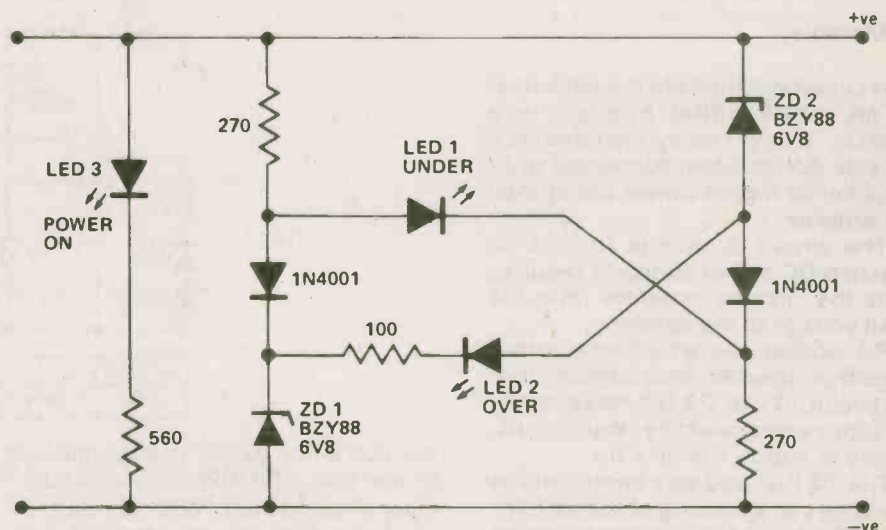 +ve
ZD 2
BZY88
6V8
270
LED 3
LED 1
UNDER
POWER
ON
1N4001
1N4001
100
LED 2
OVER
ZD 1
BZY88
6V8
560
270
–ve